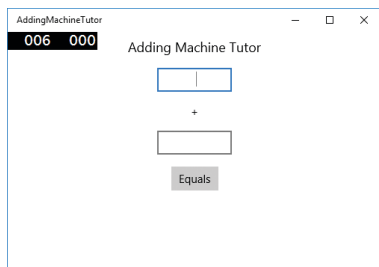 AddingMachineTutor
006 000
Adding Machine Tutor
+
Equals